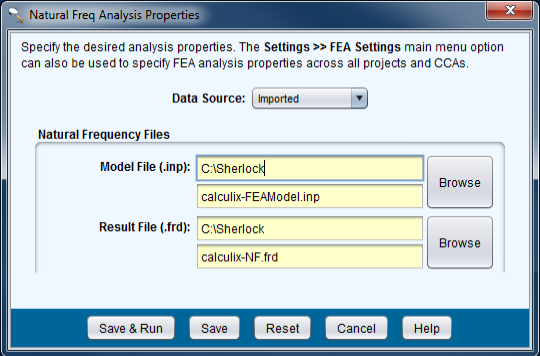 Natural Freq Analysis Properties
Specify the desired analysis properties. The Settings >> FEA Settings main menu option
can also be used to specify FEA analysis properties across all projects and CCAs.
Data Source: Imported
Natural Frequency Files
Model File (.inp): C:\Sherlock
Browse
calculix-FEAModel.inp
Result File (.frd): C:\Sherlock
Browse
calculix-NF.frd
Save & Run Save Reset Cancel Help